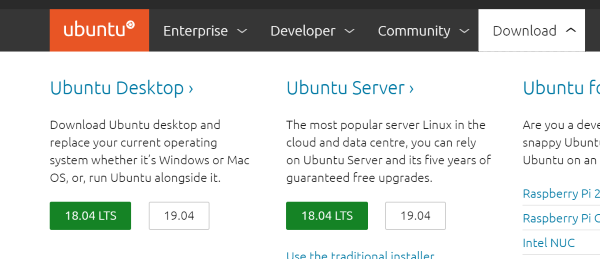 ubuntu® Enterprise Developer Community Download
Ubuntu Desktop › Ubuntu Server › Ubuntu fo
Download Ubuntu desktop and
replace your current operating
system whether it's Windows or Mac
OS, or, run Ubuntu alongside it.
18.04 LTS 19.04
The most popular server Linux in the
cloud and data centre, you can rely
on Ubuntu Server and its five years of
guaranteed free upgrades.
18.04 LTS 19.04
Use the traditional installer
Are you a deve
snappy Ubuntu
Ubuntu on an
Raspberry Pi 2
Raspberry Pi C
Intel NUC